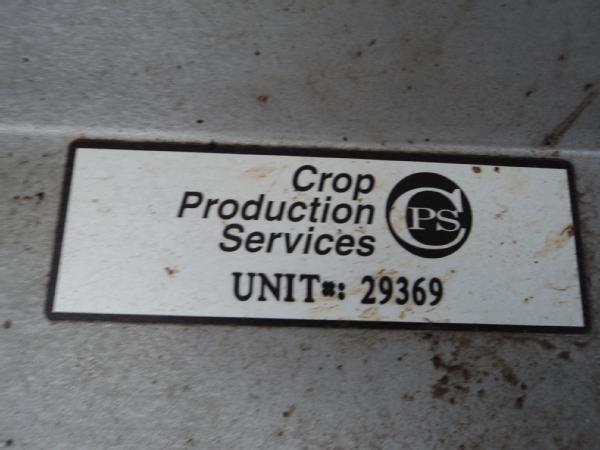 Crop
Production
Services
CPS
UNIT#: 29369